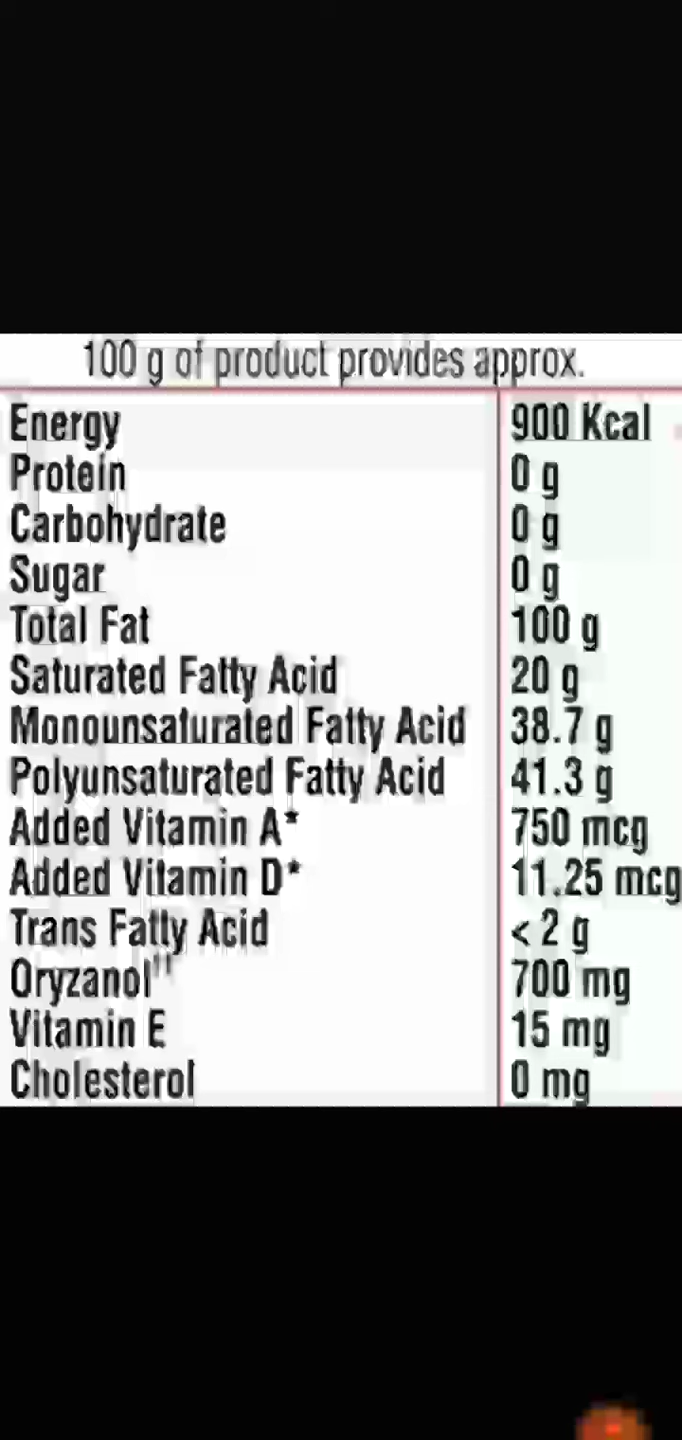 100 g of product provides approx.
Energy 900 Kcal
Protein 0 g
Carbohydrate 0 g
Sugar 0 g
Total Fat 100 g
Saturated Fatty Acid 20 g
Monounsaturated Fatty Acid 38.7 g
Polyunsaturated Fatty Acid 41.3 g
Added Vitamin A* 750 mcg
Added Vitamin D* 11.25 mcg
Trans Fatty Acid < 2 g
Oryzanol†† 700 mg
Vitamin E 15 mg
Cholesterol 0 mg